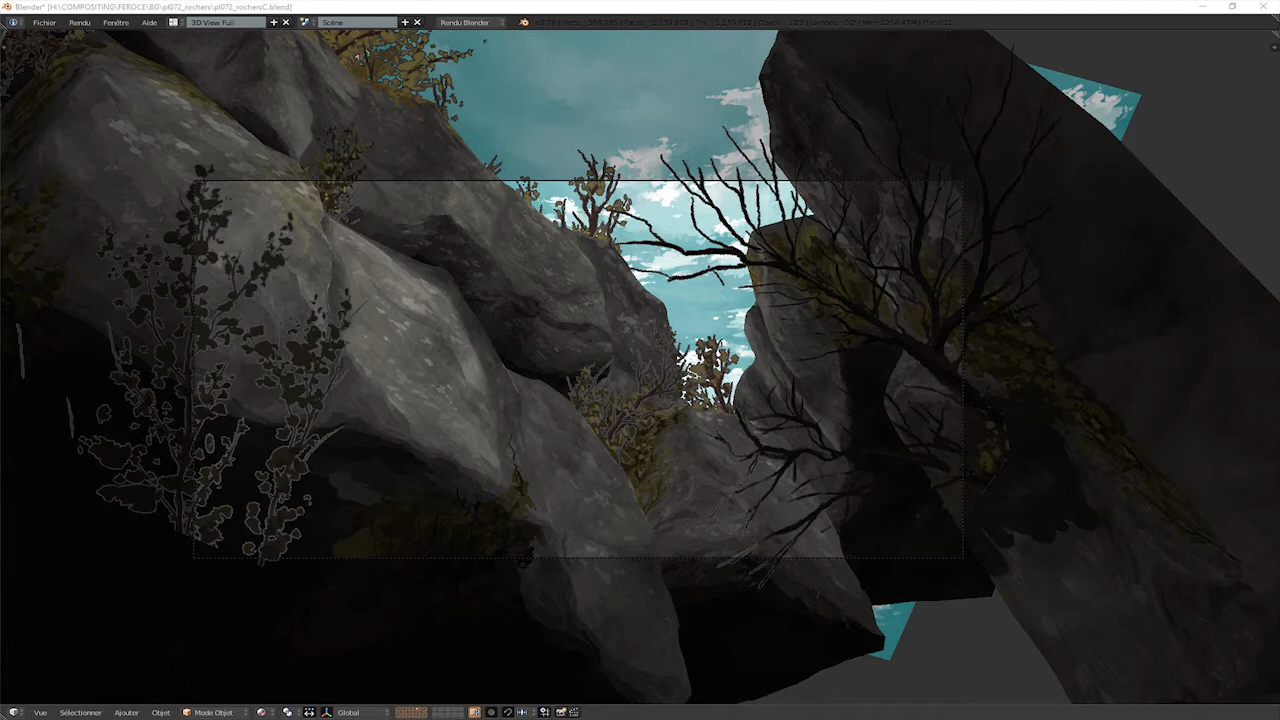 Blender* [H:\COMPOSITING\FEROCE\BG\pl072_rochers\pl072_rochersC.blend]
Fichier Rendu Fenêtre Aide 3D View Full Scène Rendu Blender
Vue Sélectionner Ajouter Objet Mode Objet Global